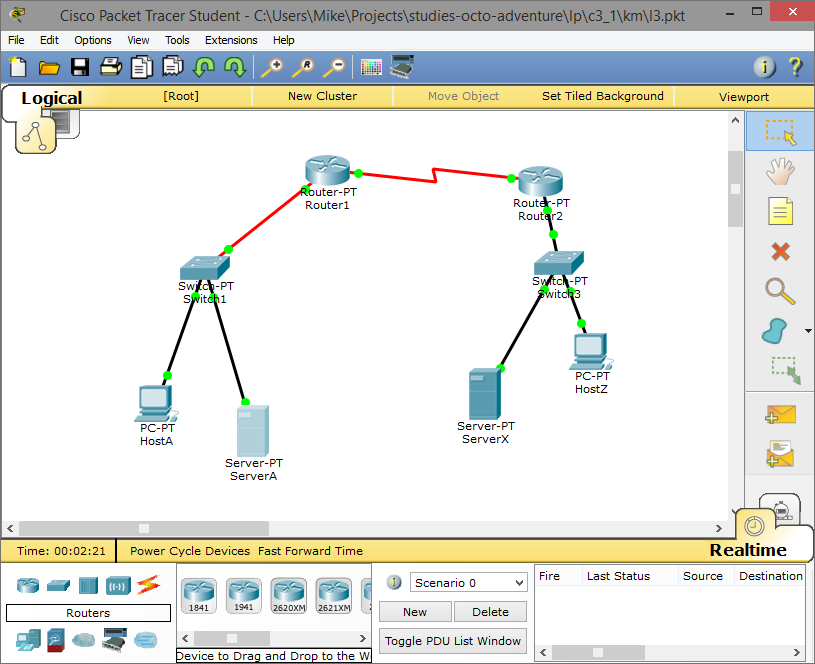 Cisco Packet Tracer Student - C:\Users\Mike\Projects\studies-octo-adventure\lp\c3_1\km\l3.pkt
File Edit Options View Tools Extensions Help
Logical [Root] New Cluster Move Object Set Tiled Background Viewport
Router-PT
Router1
Router-PT
Router2
Switch-PT
Switch1
Switch-PT
Switch3
PC-PT
HostZ
PC-PT
HostA
Server-PT
ServerX
Server-PT
ServerA
Time: 00:02:21 Power Cycle Devices Fast Forward Time
Realtime
Routers
1841 1941 2620XM 2621XM
Device to Drag and Drop to the W
Scenario 0
New Delete
Toggle PDU List Window
Fire Last Status Source Destination